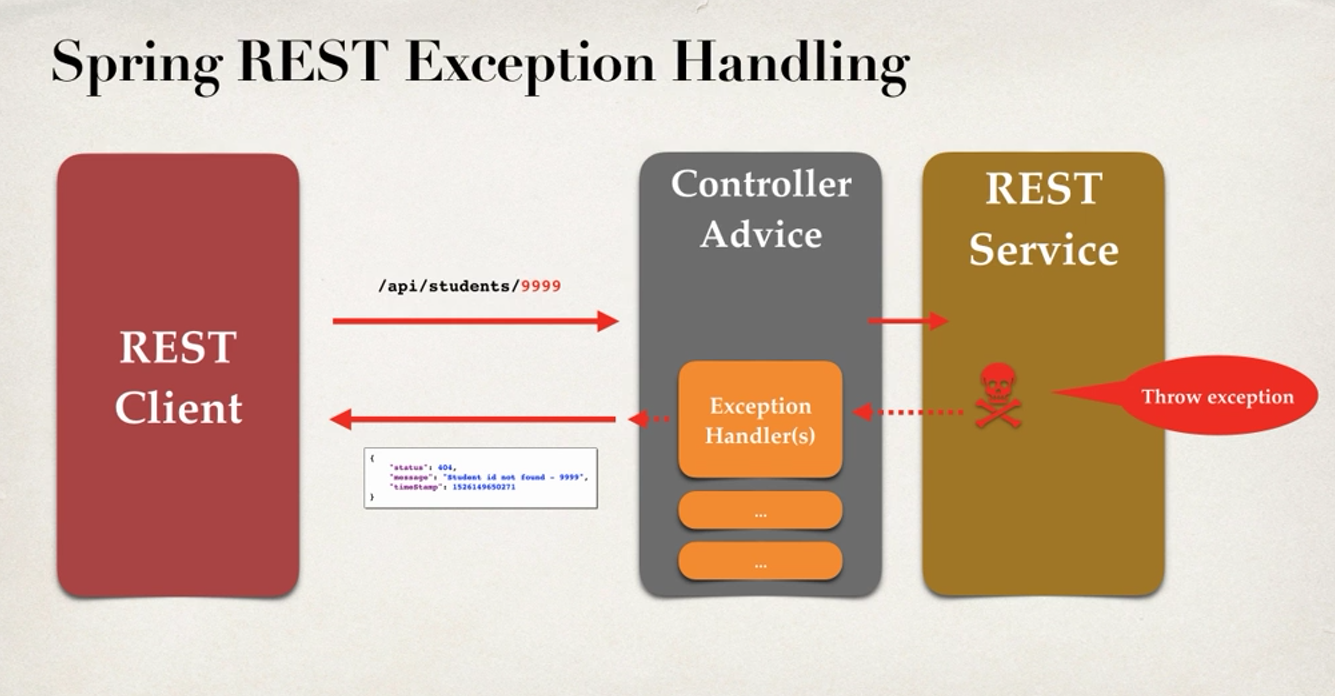 Spring REST Exception Handling
REST
Client
/api/students/9999
{
"status": 404,
"message": "Student id not found - 9999",
"timeStamp": 1526149650271
}
Controller
Advice
Exception
Handler(s)
...
...
REST
Service
Throw exception